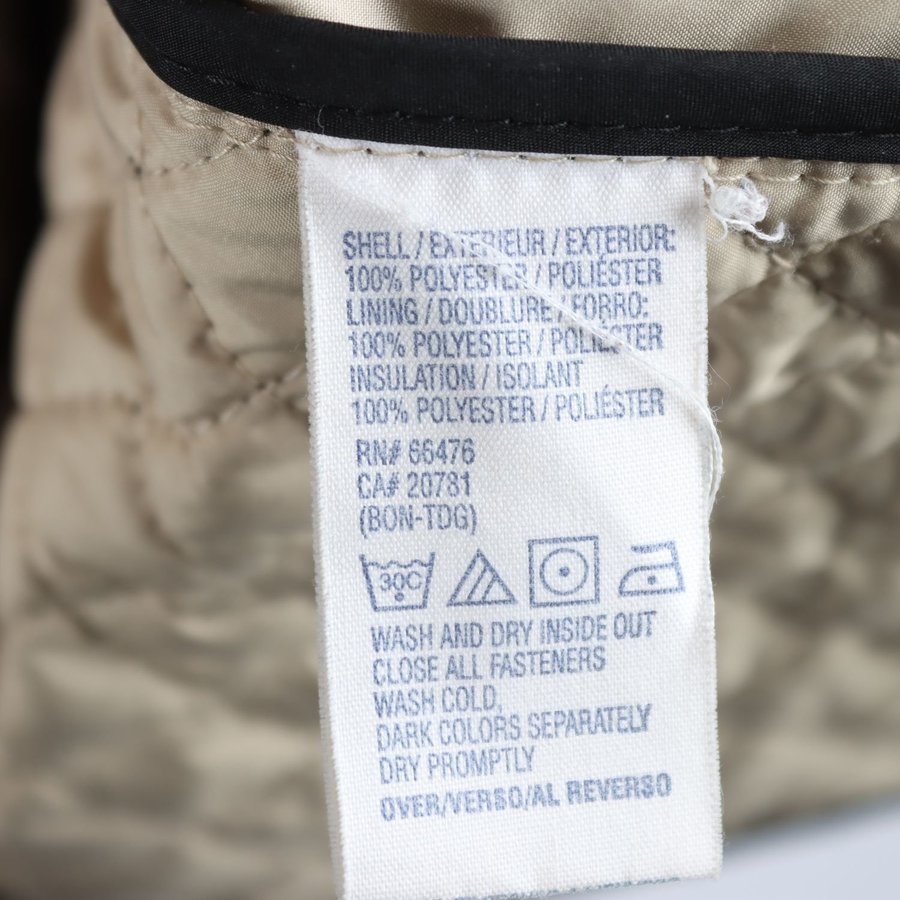 SHELL / EXTERIEUR / EXTERIOR:
100% POLYESTER / POLIÉSTER
LINING / DOUBLURE / FORRO:
100% POLYESTER / POLIÉSTER
INSULATION / ISOLANT
100% POLYESTER / POLIÉSTER
RN# 66476
CA# 20781
(BON-TDG)
30C
WASH AND DRY INSIDE OUT
CLOSE ALL FASTENERS
WASH COLD,
DARK COLORS SEPARATELY
DRY PROMPTLY
OVER/VERSO/AL REVERSO